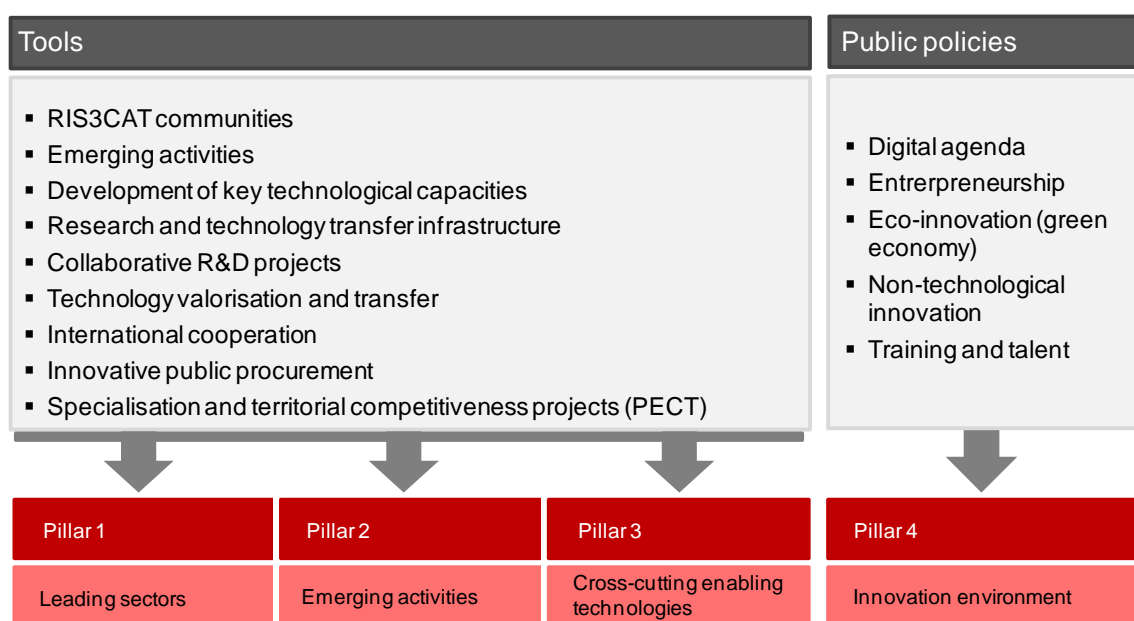 Tools
RIS3CAT communities
Emerging activities
Development of key technological capacities
Research and technology transfer infrastructure
Collaborative R&D projects
Technology valorisation and transfer
International cooperation
Innovative public procurement
Specialisation and territorial competitiveness projects (PECT)
Public policies
Digital agenda
Entrerpreneurship
Eco-innovation (green
economy)
Non-technological
innovation
Training and talent
Pillar 1
Leading sectors
Pillar 2
Emerging activities
Pillar 3
Cross-cutting enabling
technologies
Pillar 4
Innovation environment